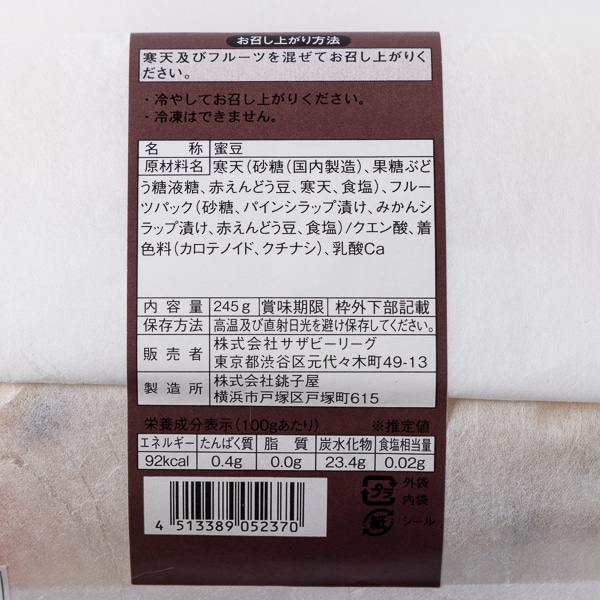 お召し上がり方法
寒天及びフルーツを混ぜてお召し上がりく
ださい。
・冷やしてお召し上がりください。
・冷凍はできません。
名称 蜜豆
原材料名 寒天(砂糖(国内製造)、果糖ぶど
う糖液糖、赤えんどう豆、寒天、食塩)、フルー
ツパック(砂糖、パインシラップ漬け、みかんシ
ラップ漬け、赤えんどう豆、食塩)/クエン酸、着
色料(カロテノイド、クチナシ)、乳酸Ca
内容量 245g 賞味期限 枠外下部記載
保存方法 高温及び直射日光を避け保存してください。
販売者 株式会社サザビーリーグ
東京都渋谷区元代々木町49-13
製造所 株式会社銚子屋
横浜市戸塚区戸塚町615
栄養成分表示(100gあたり) ※推定値
エネルギー たんぱく質 脂質 炭水化物 食塩相当量
92kcal 0.4g 0.0g 23.4g 0.02g
4 513389 052370
プラ 外袋
内袋
紙 シール